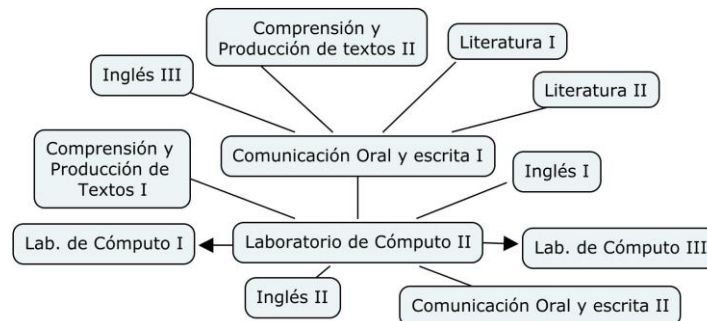 Comprensión y
Producción de textos II
Literatura I
Inglés III
Literatura II
Comprensión y
Producción de
Textos I
Comunicación Oral y escrita I
Inglés I
Lab. de Cómputo I
Laboratorio de Cómputo II
Lab. de Cómputo III
Inglés II
Comunicación Oral y escrita II